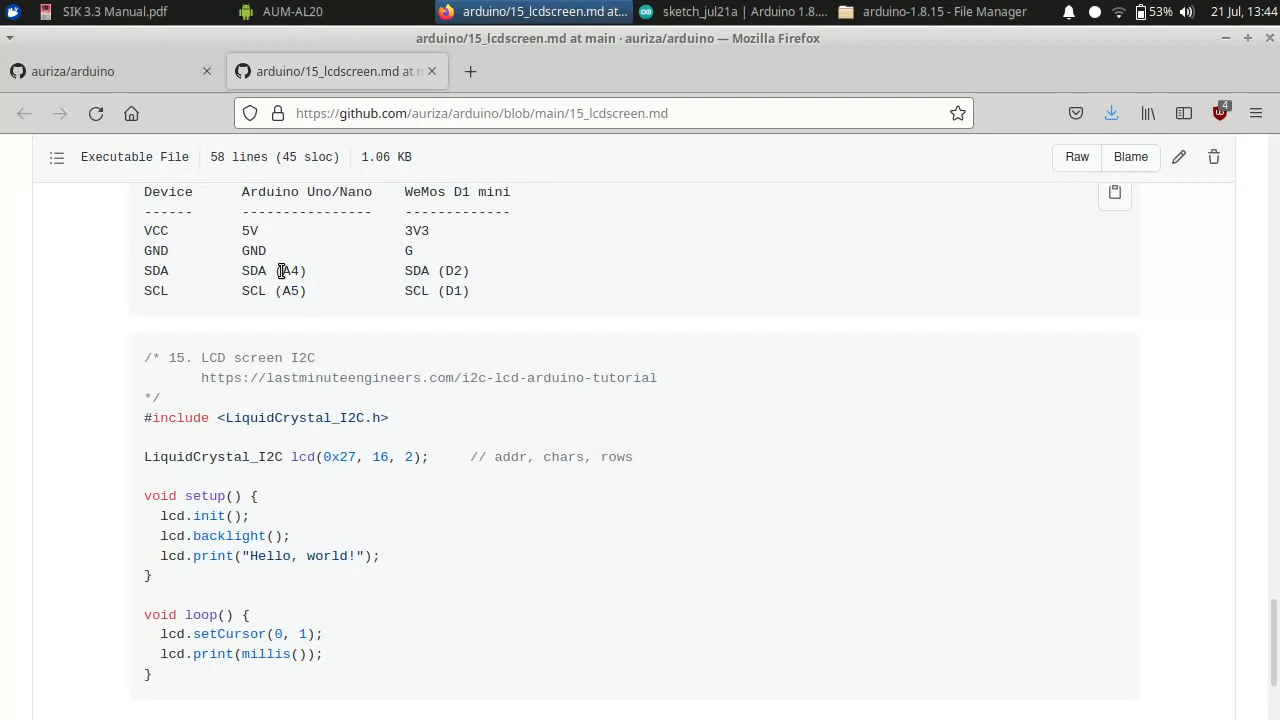 SIK 3.3 Manual.pdf
AUM-AL20
arduino/15_lcdscreen.md at...
sketch_jul21a | Arduino 1.8....
arduino-1.8.15 - File Manager
53%
21 Jul, 13:44
arduino/15_lcdscreen.md at main · auriza/arduino — Mozilla Firefox
auriza/arduino
arduino/15_lcdscreen.md at m
https://github.com/auriza/arduino/blob/main/15_lcdscreen.md
4
Executable File 58 lines (45 sloc) 1.06 KB
Raw Blame
Device Arduino Uno/Nano WeMos D1 mini
------ ---------------- -------------
VCC 5V 3V3
GND GND G
SDA SDA (A4) SDA (D2)
SCL SCL (A5) SCL (D1)
/* 15. LCD screen I2C
https://lastminuteengineers.com/i2c-lcd-arduino-tutorial
*/
#include <LiquidCrystal_I2C.h>
LiquidCrystal_I2C lcd(0x27, 16, 2); // addr, chars, rows
void setup() {
lcd.init();
lcd.backlight();
lcd.print("Hello, world!");
}
void loop() {
lcd.setCursor(0, 1);
lcd.print(millis());
}